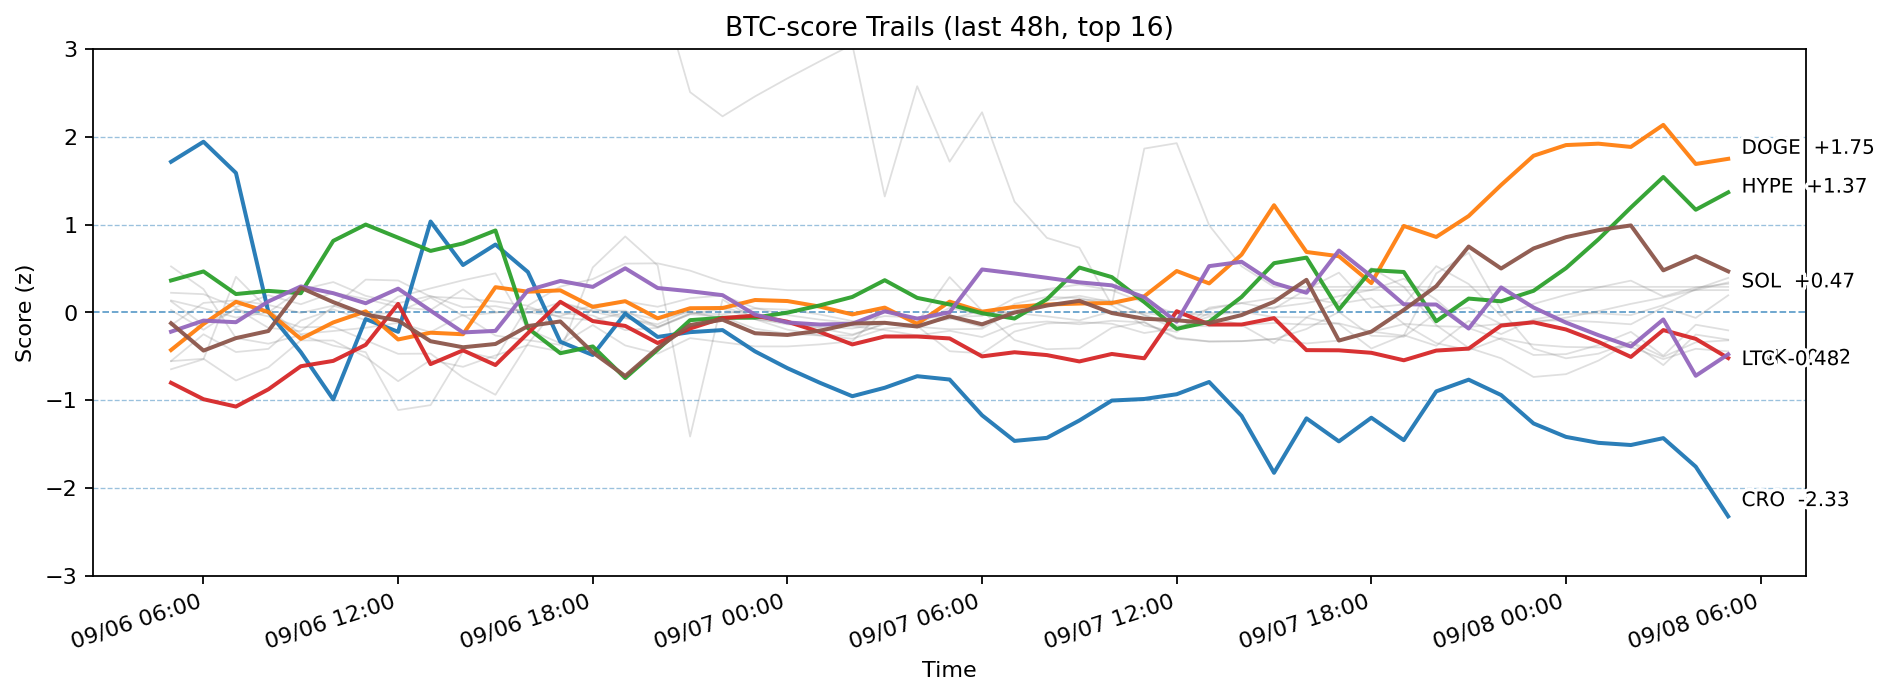 BTC-score Trails (last 48h, top 16)
Score (z)
3
2
1
0
−1
−2
−3
DOGE +1.75
HYPE +1.37
SOL +0.47
CRO -2.33
09/06 06:00
09/06 12:00
09/06 18:00
09/07 00:00
09/07 06:00
09/07 12:00
09/07 18:00
09/08 00:00
09/08 06:00
Time